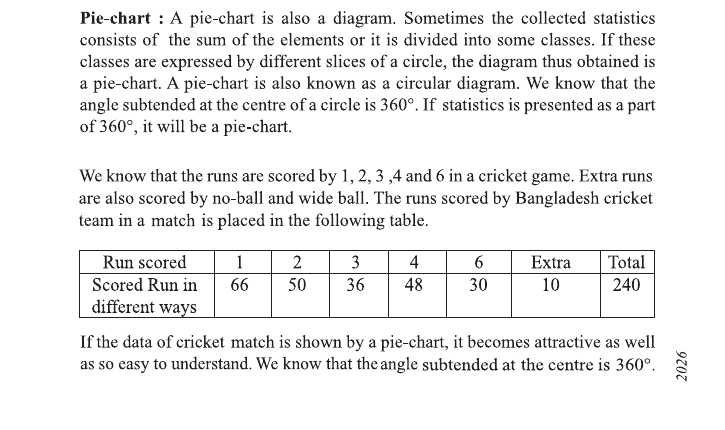 Pie-chart : A pie-chart is also a diagram. Sometimes the collected statistics
consists of the sum of the elements or it is divided into some classes. If these
classes are expressed by different slices of a circle, the diagram thus obtained is
a pie-chart. A pie-chart is also known as a circular diagram. We know that the
angle subtended at the centre of a circle is 360°. If statistics is presented as a part
of 360°, it will be a pie-chart.
We know that the runs are scored by 1, 2, 3 ,4 and 6 in a cricket game. Extra runs
are also scored by no-ball and wide ball. The runs scored by Bangladesh cricket
team in a match is placed in the following table.
Run scored 1 2 3 4 6 Extra Total
Scored Run in 66 50 36 48 30 10 240
different ways
If the data of cricket match is shown by a pie-chart, it becomes attractive as well
as so easy to understand. We know that the angle subtended at the centre is 360°.
2026